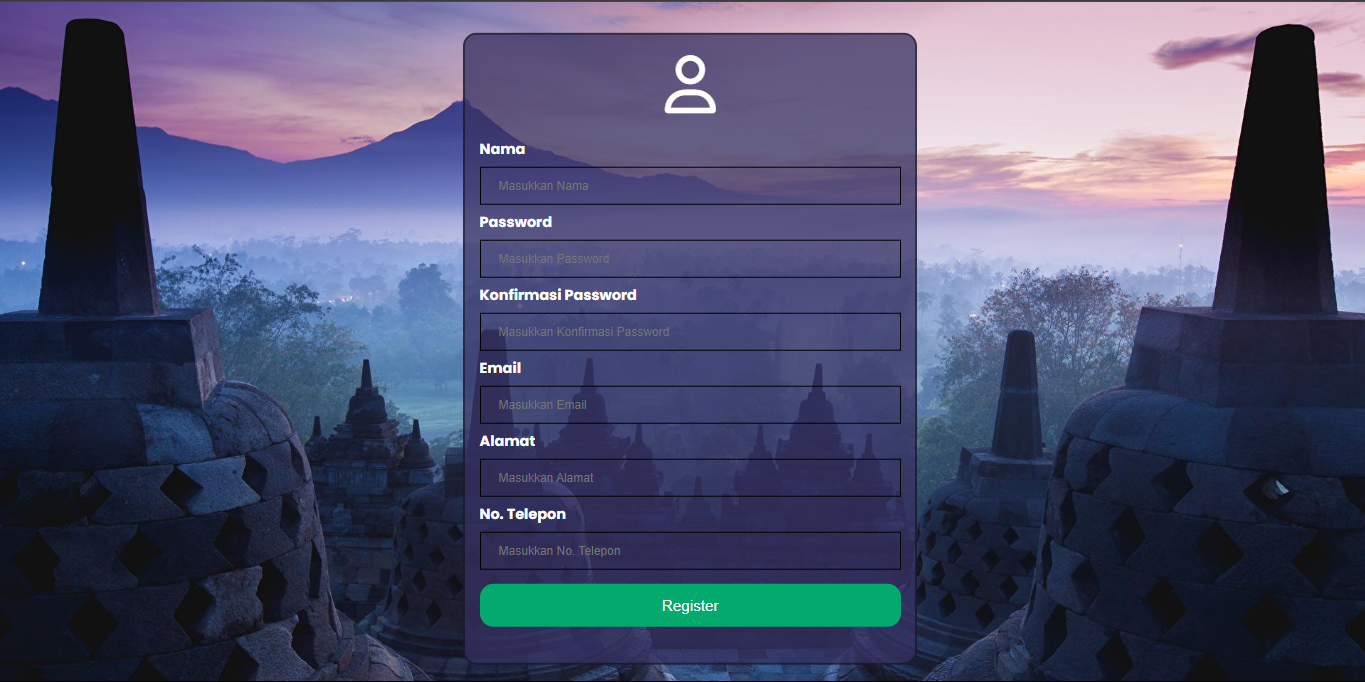 Nama
Masukkan Nama
Password
Masukkan Password
Konfirmasi Password
Masukkan Konfirmasi Password
Email
Masukkan Email
Alamat
Masukkan Alamat
No. Telepon
Masukkan No. Telepon
Register